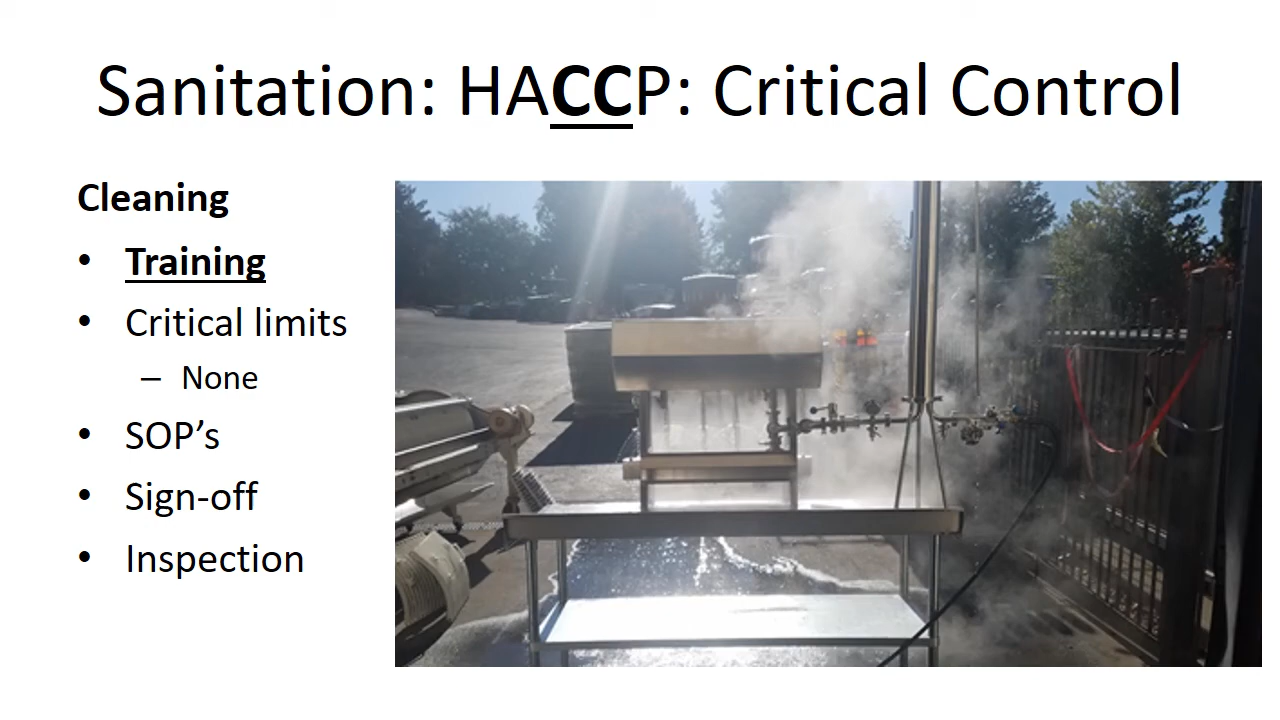 Sanitation: HACCP: Critical Control
Cleaning
• Training
• Critical limits
– None
• SOP’s
• Sign-off
• Inspection